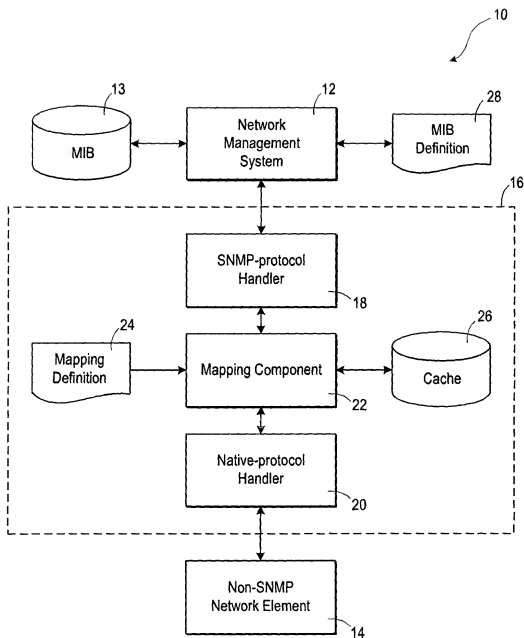 10
13
12
28
MIB
Network
Management
System
MIB
Definition
16
SNMP-protocol
Handler
18
24
26
Mapping
Definition
Mapping Component
22
Cache
Native-protocol
Handler
20
Non-SNMP
Network Element
14